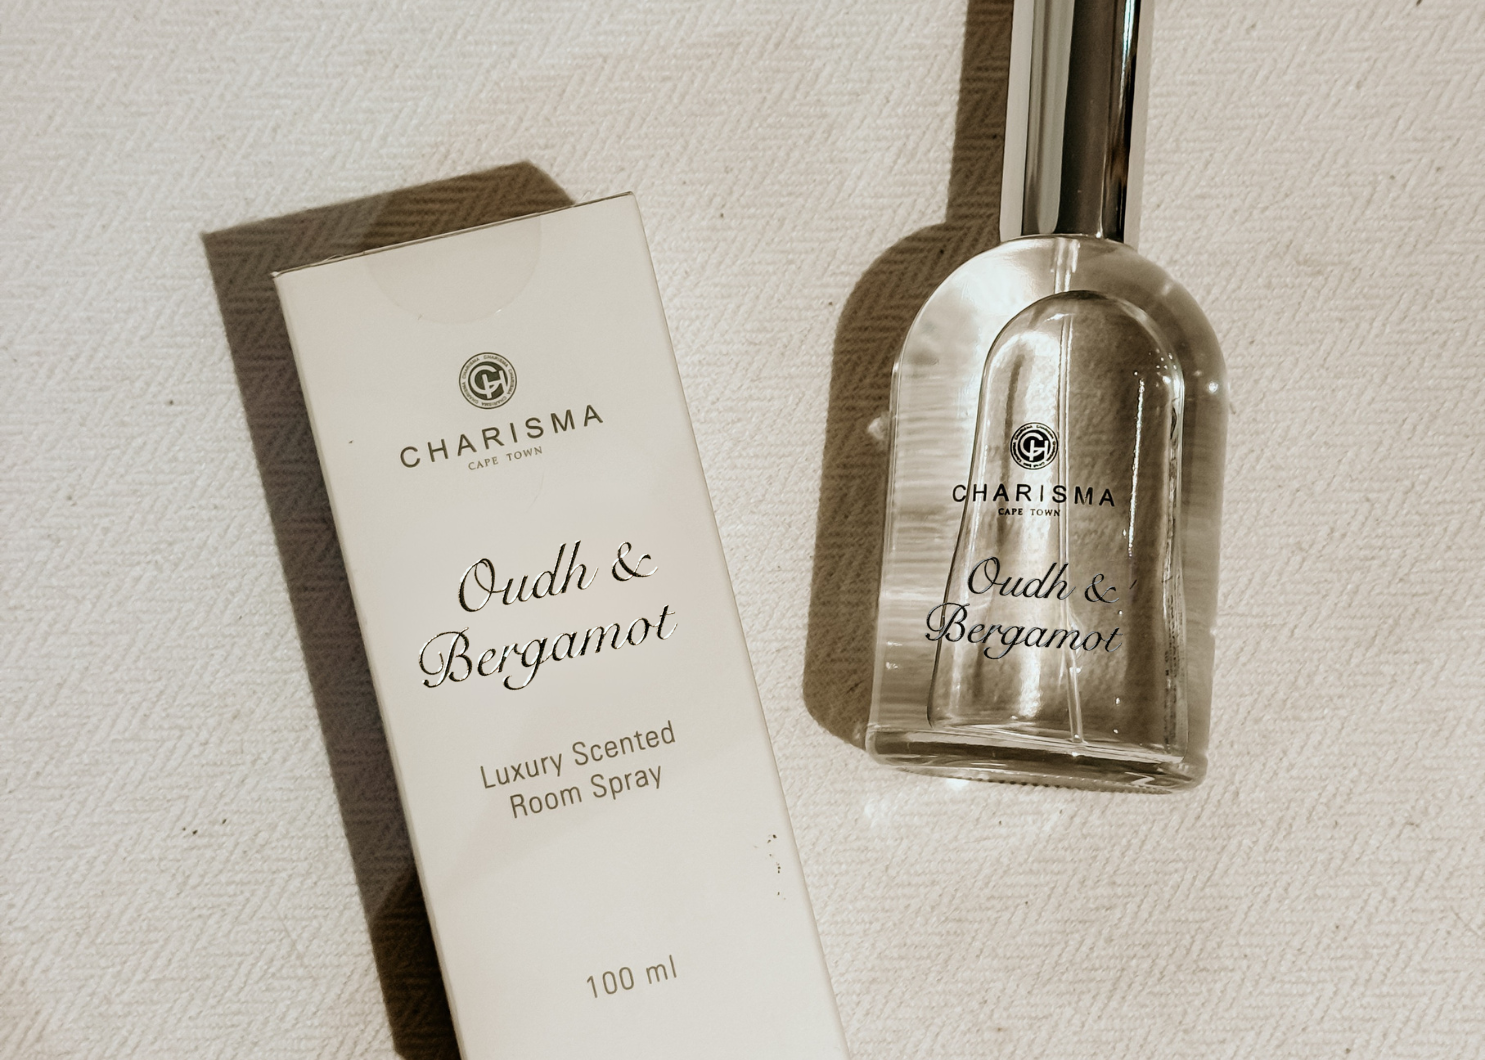 CHARISMA
CAPE TOWN
Oudh &
Bergamot
Luxury Scented
Room Spray
100 ml
CHARISMA
CAPE TOWN
Oudh &
Bergamot